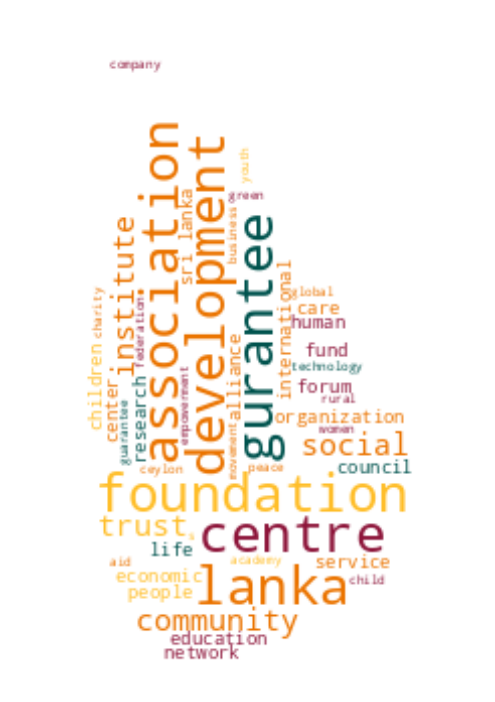 company
association
development
youth
green
sri lanka
business
gurantee
institute
international
global
charity
federation
care
human
fund
technology
children
center
guarantee
research
empowerment
alliance
movement
forum
rural
organization
women
social
ceylon
peace
council
foundation
trust
s
centre
life
aid
academy
service
economic
child
people
lanka
community
education
network